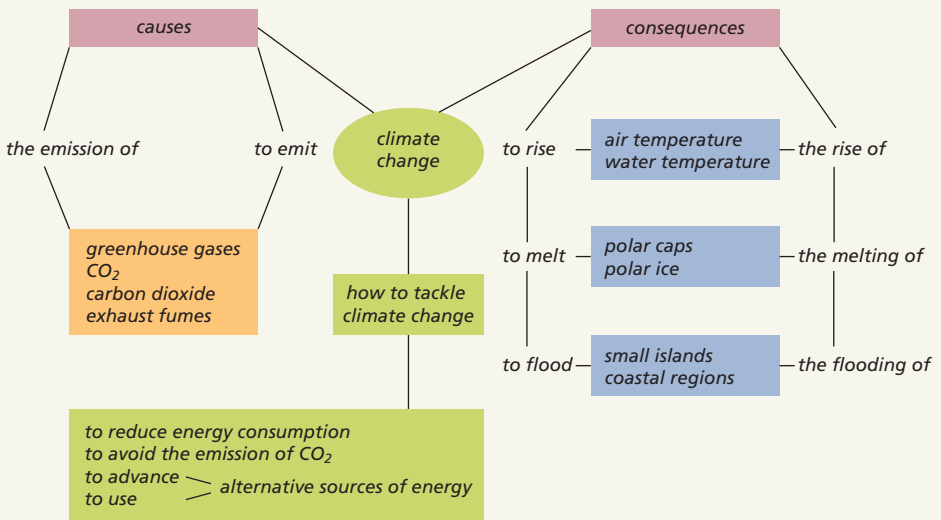 causes
consequences
the emission of
to emit
climate
change
to rise
air temperature
water temperature
the rise of
greenhouse gases
CO₂
carbon dioxide
exhaust fumes
how to tackle
climate change
to melt
polar caps
polar ice
the melting of
to flood
small islands
coastal regions
the flooding of
to reduce energy consumption
to avoid the emission of CO₂
to advance
to use
alternative sources of energy